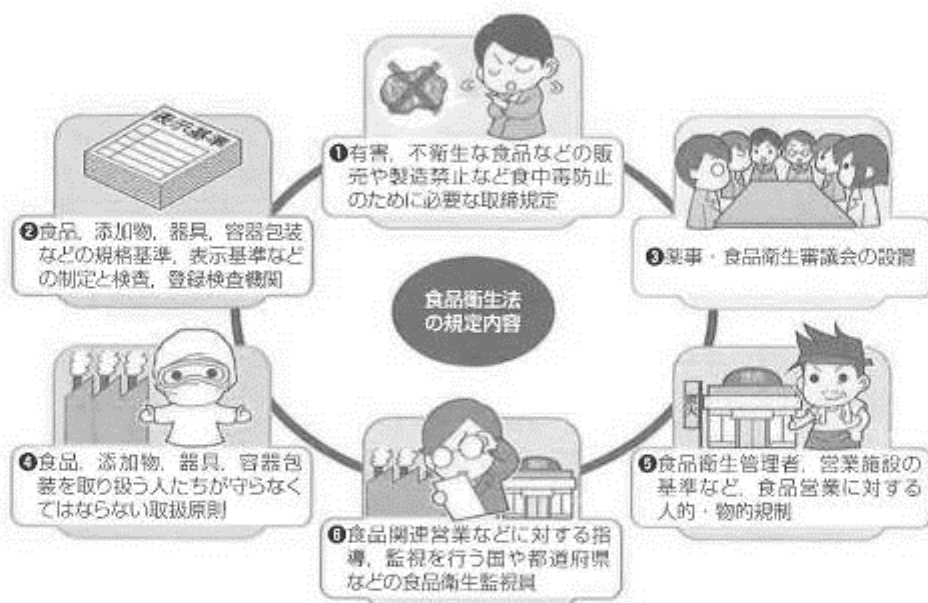 ❶有害，不衛生な食品などの販
売や製造禁止など食中毒防止
のために必要な取締規定
表示基準
❷食品，添加物，器具，容器包装
などの規格基準，表示基準など
の制定と検査，登録検査機関
❸薬事・食品衛生審議会の設置
食品衛生法
の規定内容
❹食品，添加物，器具，容器包
装を取り扱う人たちが守らなく
てはならない取扱原則
❺食品衛生管理者，営業施設の
基準など，食品営業に対する
人的・物的規制
❻食品関連営業などに対する指
導，監視を行う国や都道府県
などの食品衛生監視員